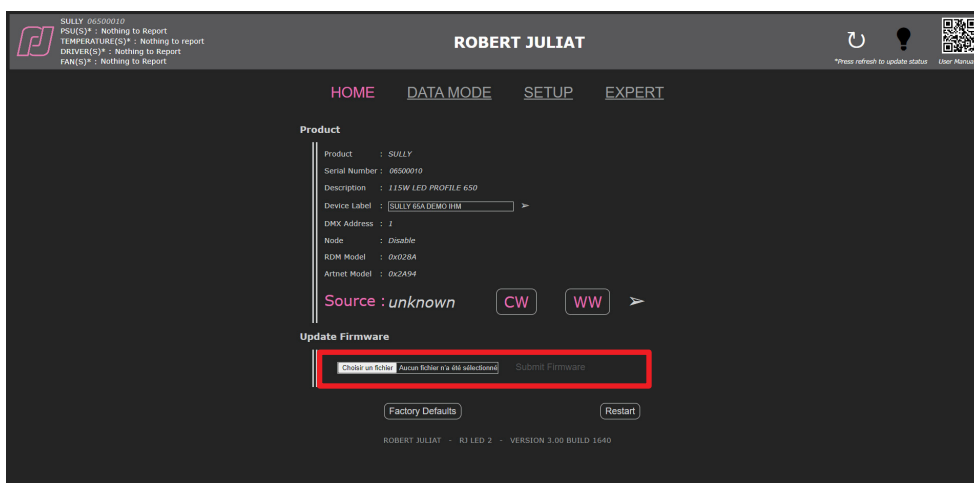 SULLY 06500010
PSU(S)* : Nothing to Report
TEMPERATURE(S)* : Nothing to report
DRIVER(S)* : Nothing to Report
FAN(S)* : Nothing to Report
ROBERT JULIAT
*Press refresh to update status
User Manual
HOME DATA MODE SETUP EXPERT
Product
Product : SULLY
Serial Number : 06500010
Description : 115W LED PROFILE 650
Device Label : SULLY 65A DEMO IHM
DMX Address : 1
Node : Disable
RDM Model : 0x028A
Artnet Model : 0x2A94
Source : unknown CW WW
Update Firmware
Choisir un fichier Aucun fichier n'a été sélectionné Submit Firmware
Factory Defaults Restart
ROBERT JULIAT - RJ LED 2 - VERSION 3.00 BUILD 1640